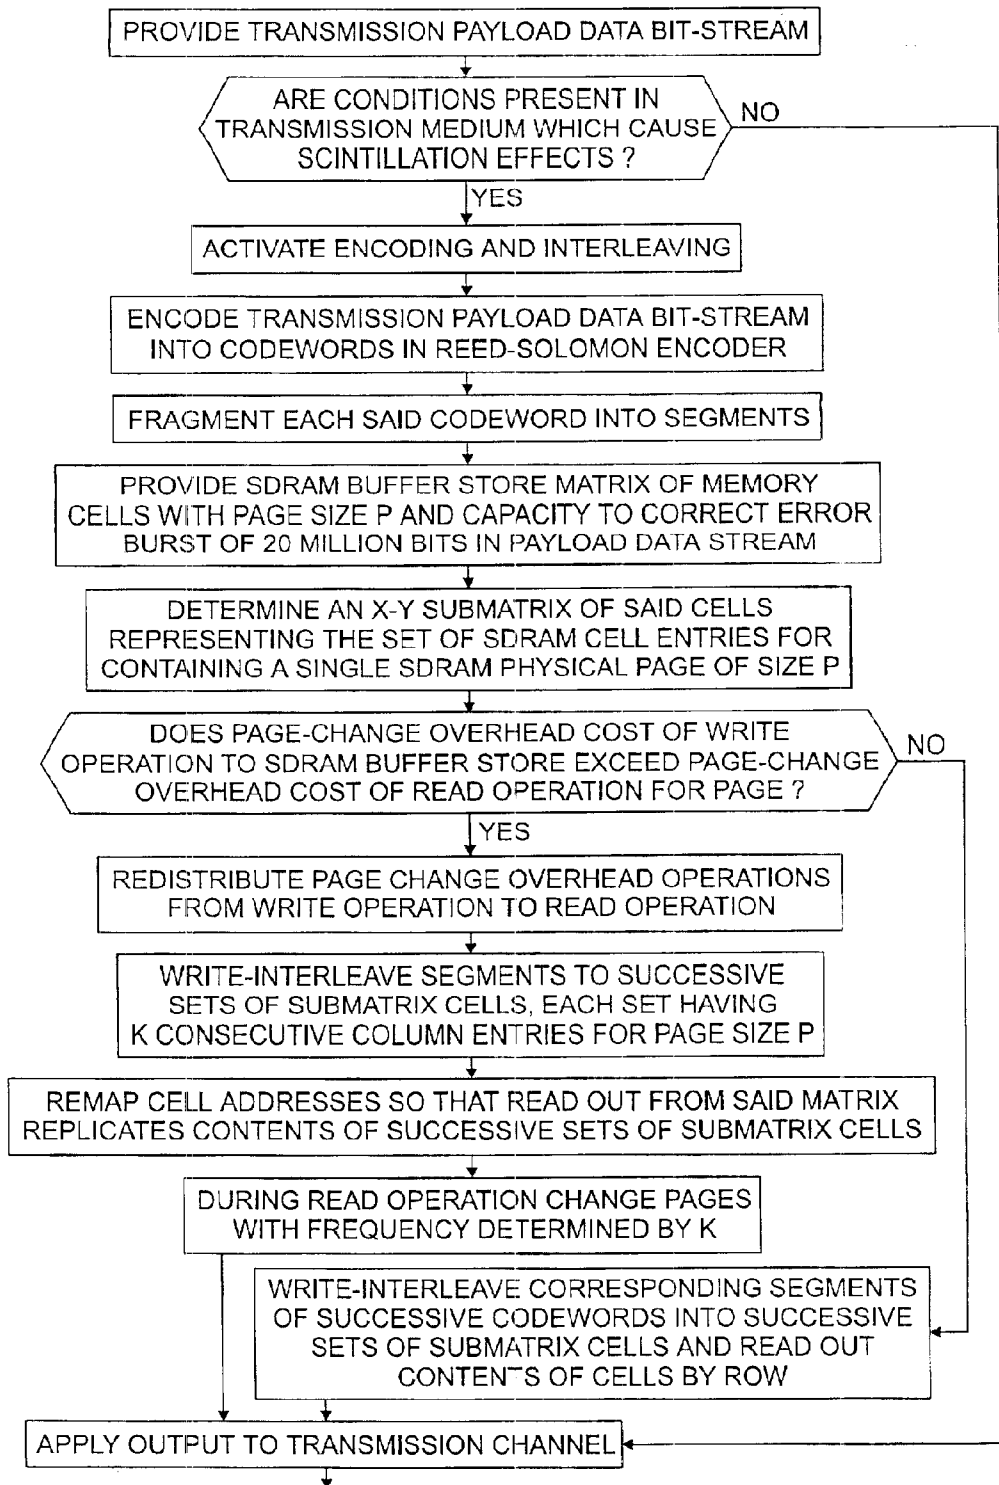 PROVIDE TRANSMISSION PAYLOAD DATA BIT-STREAM
ARE CONDITIONS PRESENT IN
TRANSMISSION MEDIUM WHICH CAUSE
SCINTILLATION EFFECTS ?
NO
YES
ACTIVATE ENCODING AND INTERLEAVING
ENCODE TRANSMISSION PAYLOAD DATA BIT-STREAM
INTO CODEWORDS IN REED-SOLOMON ENCODER
FRAGMENT EACH SAID CODEWORD INTO SEGMENTS
PROVIDE SDRAM BUFFER STORE MATRIX OF MEMORY
CELLS WITH PAGE SIZE P AND CAPACITY TO CORRECT ERROR
BURST OF 20 MILLION BITS IN PAYLOAD DATA STREAM
DETERMINE AN X-Y SUBMATRIX OF SAID CELLS
REPRESENTING THE SET OF SDRAM CELL ENTRIES FOR
CONTAINING A SINGLE SDRAM PHYSICAL PAGE OF SIZE P
DOES PAGE-CHANGE OVERHEAD COST OF WRITE
OPERATION TO SDRAM BUFFER STORE EXCEED PAGE-CHANGE
OVERHEAD COST OF READ OPERATION FOR PAGE ?
NO
YES
REDISTRIBUTE PAGE CHANGE OVERHEAD OPERATIONS
FROM WRITE OPERATION TO READ OPERATION
WRITE-INTERLEAVE SEGMENTS TO SUCCESSIVE
SETS OF SUBMATRIX CELLS, EACH SET HAVING
K CONSECUTIVE COLUMN ENTRIES FOR PAGE SIZE P
REMAP CELL ADDRESSES SO THAT READ OUT FROM SAID MATRIX
REPLICATES CONTENTS OF SUCCESSIVE SETS OF SUBMATRIX CELLS
DURING READ OPERATION CHANGE PAGES
WITH FREQUENCY DETERMINED BY K
WRITE-INTERLEAVE CORRESPONDING SEGMENTS
OF SUCCESSIVE CODEWORDS INTO SUCCESSIVE
SETS OF SUBMATRIX CELLS AND READ OUT
CONTENTS OF CELLS BY ROW
APPLY OUTPUT TO TRANSMISSION CHANNEL